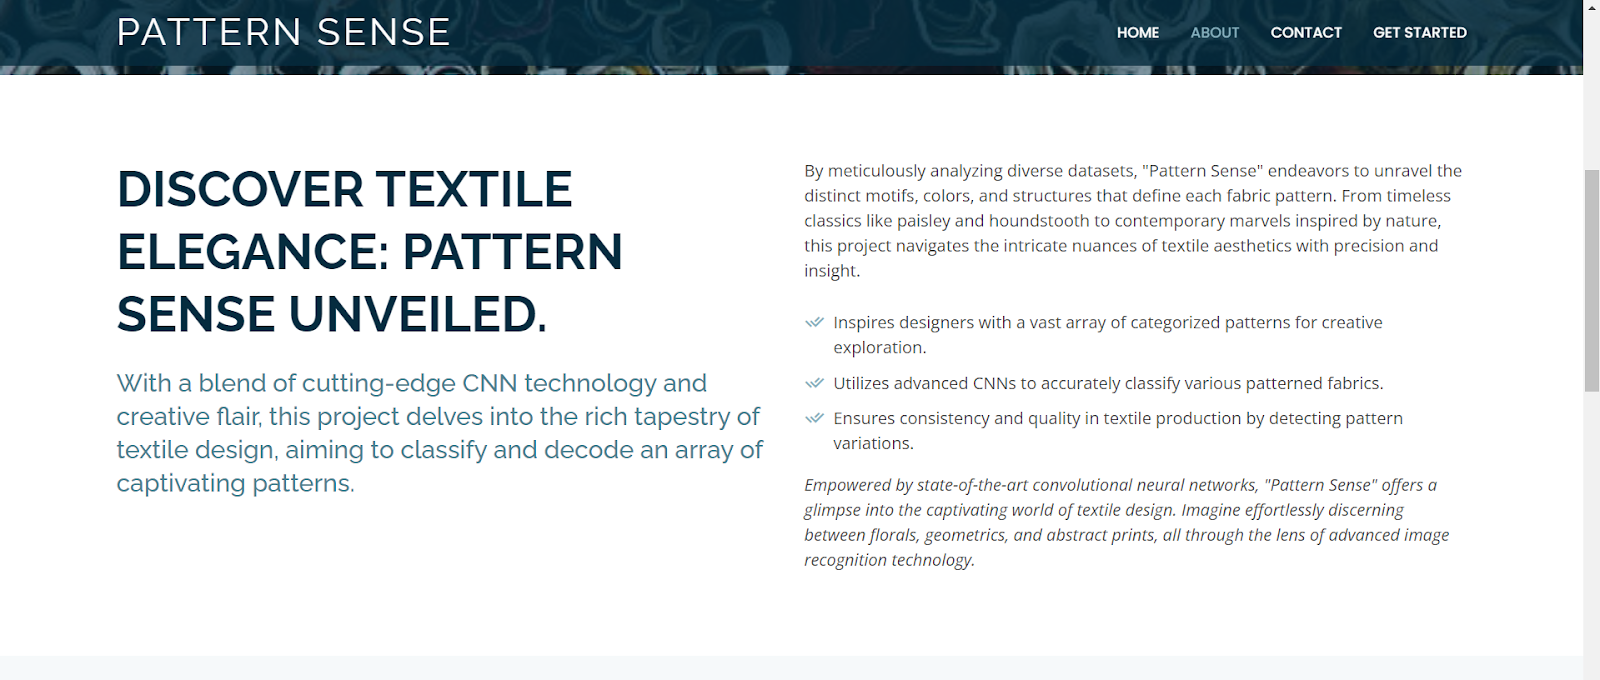 PATTERN SENSE
HOME ABOUT CONTACT GET STARTED
DISCOVER TEXTILE
ELEGANCE: PATTERN
SENSE UNVEILED.
With a blend of cutting-edge CNN technology and
creative flair, this project delves into the rich tapestry of
textile design, aiming to classify and decode an array of
captivating patterns.
By meticulously analyzing diverse datasets, "Pattern Sense" endeavors to unravel the
distinct motifs, colors, and structures that define each fabric pattern. From timeless
classics like paisley and houndstooth to contemporary marvels inspired by nature,
this project navigates the intricate nuances of textile aesthetics with precision and
insight.
Inspires designers with a vast array of categorized patterns for creative
exploration.
Utilizes advanced CNNs to accurately classify various patterned fabrics.
Ensures consistency and quality in textile production by detecting pattern
variations.
Empowered by state-of-the-art convolutional neural networks, "Pattern Sense" offers a
glimpse into the captivating world of textile design. Imagine effortlessly discerning
between florals, geometrics, and abstract prints, all through the lens of advanced image
recognition technology.